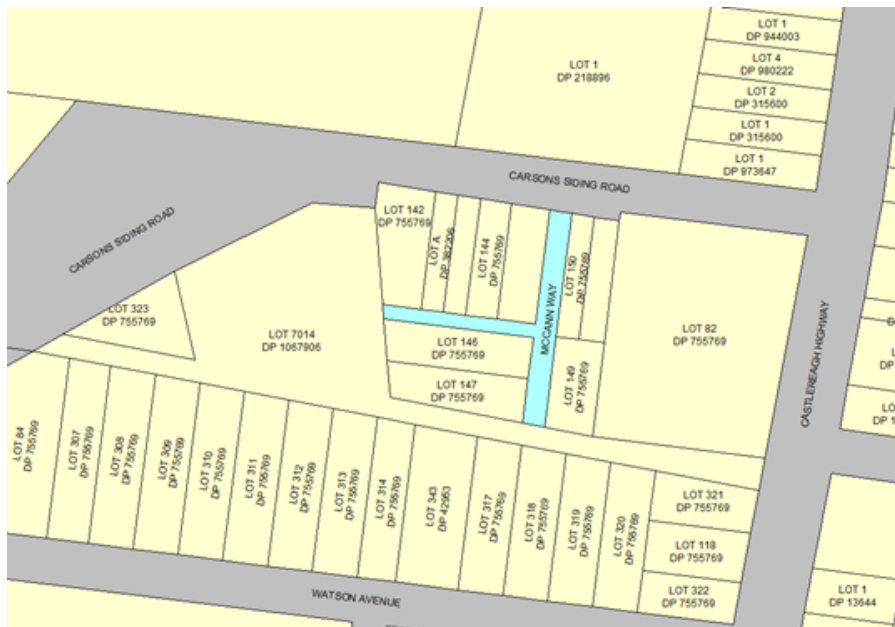 LOT 1
DP 944003
LOT 4
DP 980222
LOT 2
DP 315600
LOT 1
DP 315600
LOT 1
DP 973647
LOT 1
DP 218896
CARSONS SIDING ROAD
CARSONS SIDING ROAD
LOT 142
DP 755769
LOT A
DP 382206
LOT 144
DP 755769
LOT 150
DP 755769
MCCANN WAY
LOT 323
DP 755769
LOT 7014
DP 1067906
LOT 146
DP 755769
LOT 147
DP 755769
LOT 149
DP 755769
LOT 82
DP 755769
CASTLEREAGH HIGHWAY
LOT 84
DP 755769
LOT 307
DP 755769
LOT 308
DP 755769
LOT 309
DP 755769
LOT 310
DP 755769
LOT 311
DP 755769
LOT 312
DP 755769
LOT 313
DP 755769
LOT 314
DP 755769
LOT 343
DP 42953
LOT 317
DP 755769
LOT 318
DP 755769
LOT 319
DP 755769
LOT 320
DP 755769
LOT 321
DP 755769
LOT 118
DP 755769
LOT 322
DP 755769
WATSON AVENUE
LOT 1
DP 13644